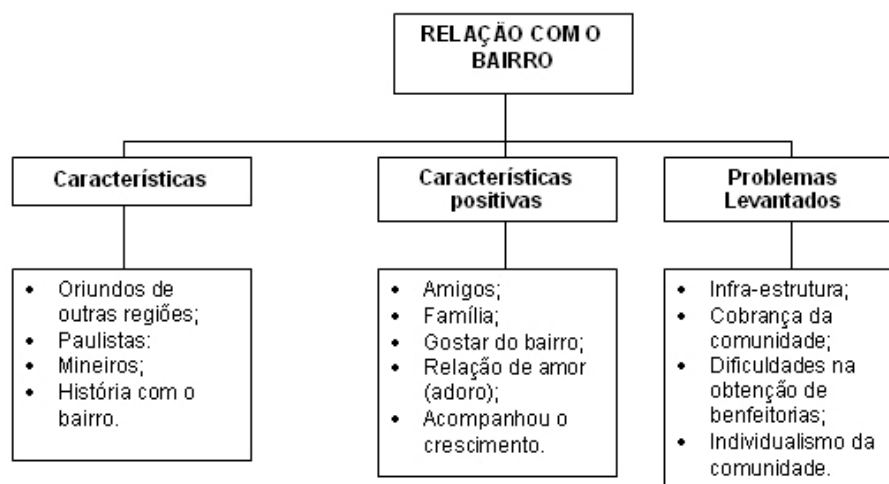 RELAÇÃO COM O
BAIRRO
Características
Características
positivas
Problemas
Levantados
• Oriundos de
outras regiões;
• Paulistas:
• Mineiros;
• História com o
bairro.
• Amigos;
• Família;
• Gostar do bairro;
• Relação de amor
(adoro);
• Acompanhou o
crescimento.
• Infra-estrutura;
• Cobrança da
comunidade;
• Dificuldades na
obtenção de
benfeitorias;
• Individualismo da
comunidade.